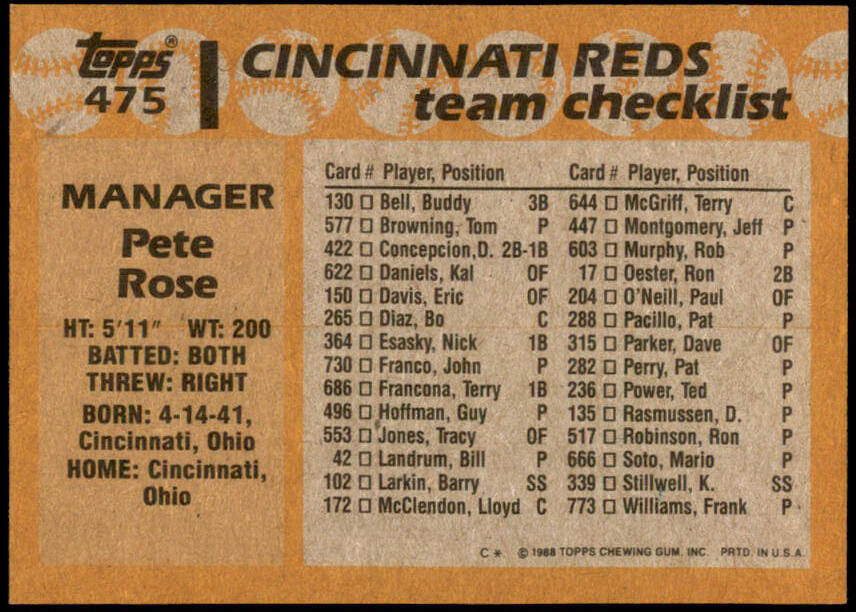 Topps®
475
CINCINNATI REDS
team checklist
MANAGER
Pete
Rose
HT: 5'11" WT: 200
BATTED: BOTH
THREW: RIGHT
BORN: 4-14-41,
Cincinnati, Ohio
HOME: Cincinnati,
Ohio
Card # Player, Position
130 ☐ Bell, Buddy 3B
577 ☐ Browning, Tom P
422 ☐ Concepcion,D. 2B-1B
622 ☐ Daniels, Kal OF
150 ☐ Davis, Eric OF
265 ☐ Diaz, Bo C
364 ☐ Esasky, Nick 1B
730 ☐ Franco, John P
686 ☐ Francona, Terry 1B
496 ☐ Hoffman, Guy P
553 ☐ Jones, Tracy OF
42 ☐ Landrum, Bill P
102 ☐ Larkin, Barry SS
172 ☐ McClendon, Lloyd C
Card # Player, Position
644 ☐ McGriff, Terry C
447 ☐ Montgomery, Jeff P
603 ☐ Murphy, Rob P
17 ☐ Oester, Ron 2B
204 ☐ O'Neill, Paul OF
288 ☐ Pacillo, Pat P
315 ☐ Parker, Dave OF
282 ☐ Perry, Pat P
236 ☐ Power, Ted P
135 ☐ Rasmussen, D. P
517 ☐ Robinson, Ron P
666 ☐ Soto, Mario P
339 ☐ Stillwell, K. SS
773 ☐ Williams, Frank P
C * © 1988 TOPPS CHEWING GUM, INC. PRTD. IN U.S.A.